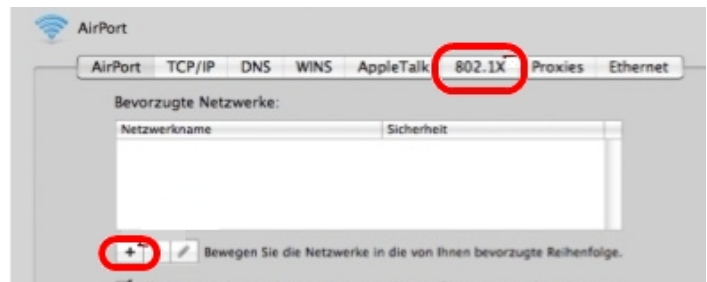 AirPort
AirPort TCP/IP DNS WINS AppleTalk 802.1X Proxies Ethernet
Bevorzugte Netzwerke:
Netzwerkname Sicherheit
+ Bewegen Sie die Netzwerke in die von Ihnen bevorzugte Reihenfolge.